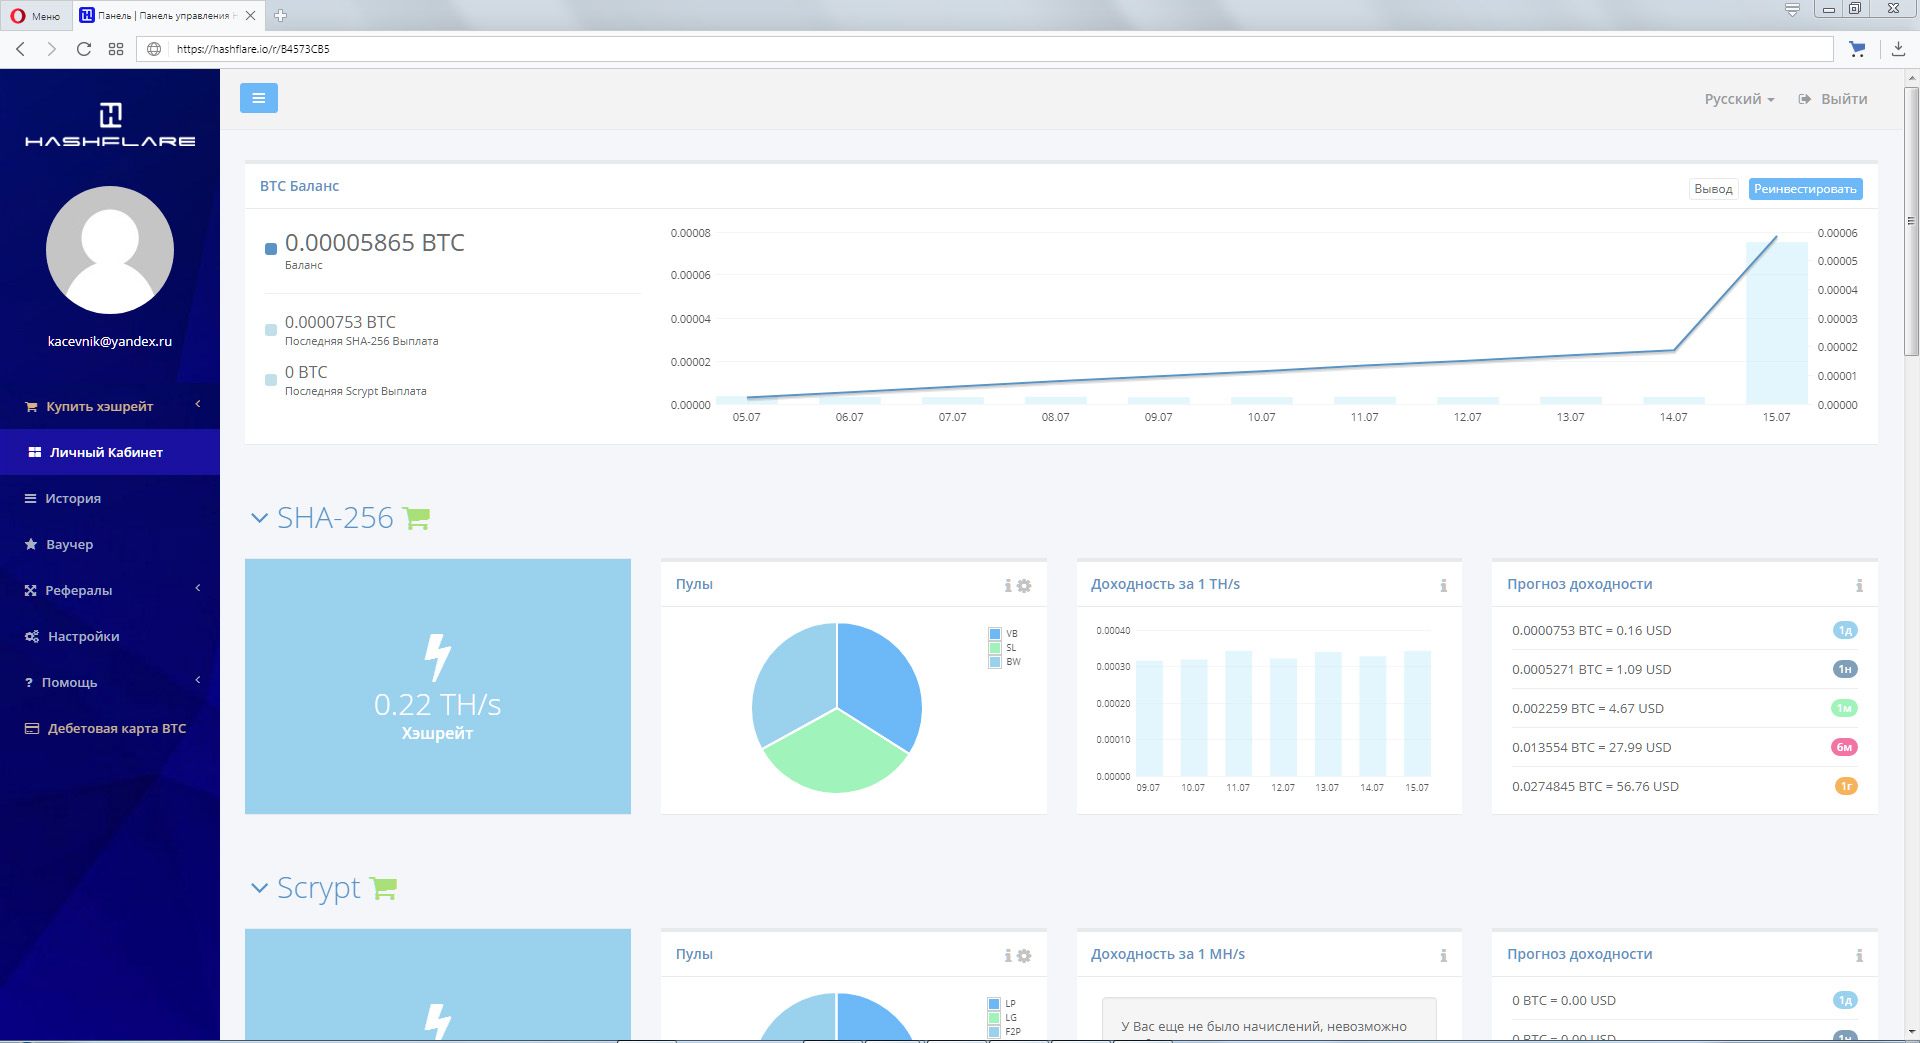 Меню
Панель | Панель управления H
https://hashflare.io/r/B4573CB5
HASHFLARE
kacevnik@yandex.ru
Купить хэшрейт
Личный Кабинет
История
Ваучер
Рефералы
Настройки
? Помощь
Дебетовая карта BTC
Русский
Выйти
BTC Баланс
Вывод
Реинвестировать
0.00005865 BTC
Баланс
0.0000753 BTC
Последняя SHA-256 Выплата
0 BTC
Последняя Scrypt Выплата
0.00008
0.00006
0.00004
0.00002
0.00000
0.00006
0.00005
0.00004
0.00003
0.00002
0.00001
0.00000
05.07 06.07 07.07 08.07 09.07 10.07 11.07 12.07 13.07 14.07 15.07
SHA-256
0.22 TH/s
Хэшрейт
Пулы
VB
SL
BW
Доходность за 1 TH/s
0.00040
0.00030
0.00020
0.00010
0.00000
09.07 10.07 11.07 12.07 13.07 14.07 15.07
Прогноз доходности
0.0000753 BTC = 0.16 USD 1д
0.0005271 BTC = 1.09 USD 1н
0.002259 BTC = 4.67 USD 1м
0.013554 BTC = 27.99 USD 6м
0.0274845 BTC = 56.76 USD 1г
Scrypt
Пулы
LP
LG
F2P
Доходность за 1 MH/s
У Вас еще не было начислений, невозможно
Прогноз доходности
0 BTC = 0.00 USD 1д
0 BTC = 0.00 USD 1н